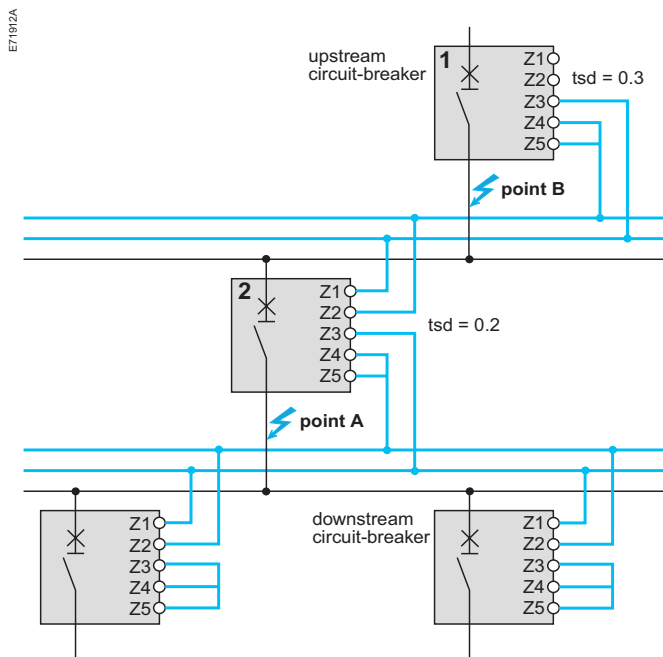 E71912A
upstream
circuit-breaker
1
Z1
Z2
Z3
Z4
Z5
tsd = 0.3
point B
2
Z1
Z2
Z3
Z4
Z5
tsd = 0.2
point A
Z1
Z2
Z3
Z4
Z5
downstream
circuit-breaker
Z1
Z2
Z3
Z4
Z5